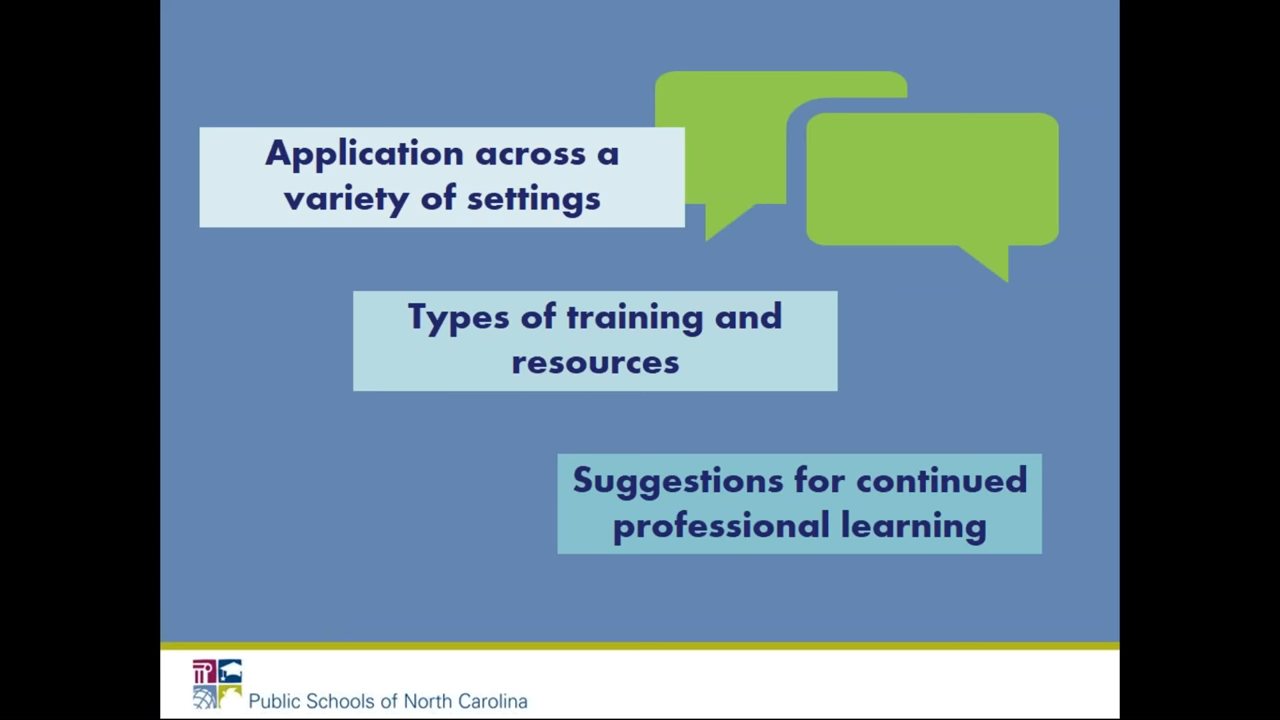 Application across a
variety of settings
Types of training and
resources
Suggestions for continued
professional learning
Public Schools of North Carolina